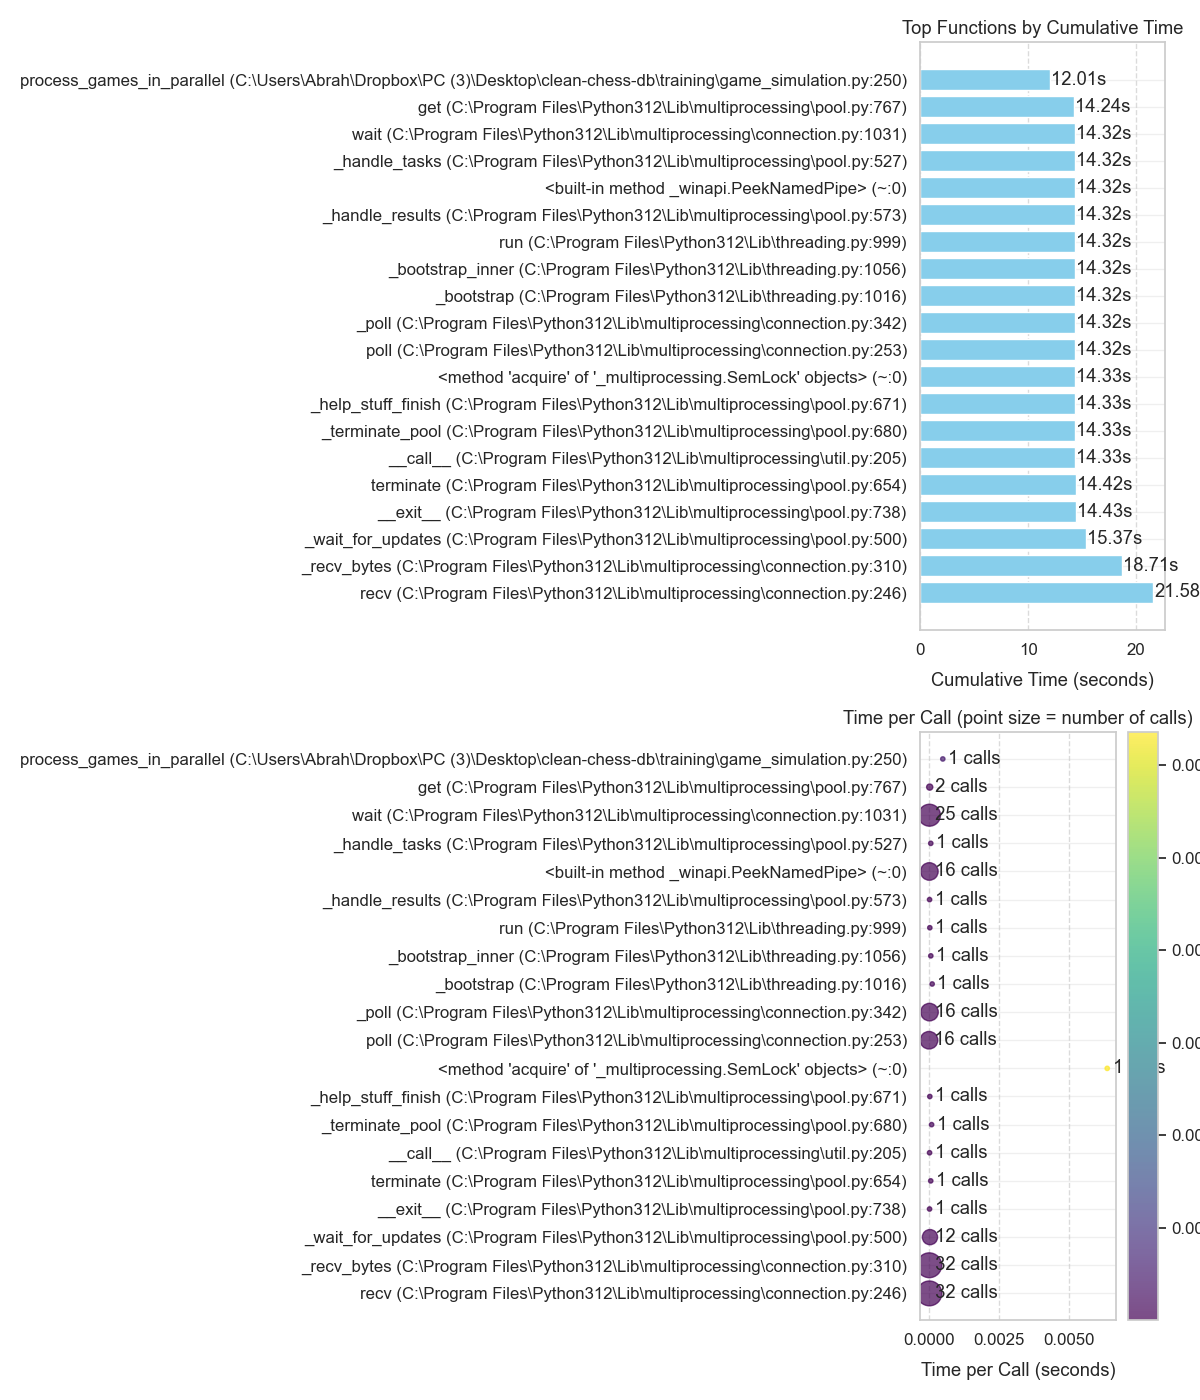 Top Functions by Cumulative Time
process_games_in_parallel (C:\Users\Abrah\Dropbox\PC (3)\Desktop\clean-chess-db\training\game_simulation.py:250) 12.01s
get (C:\Program Files\Python312\Lib\multiprocessing\pool.py:767) 14.24s
wait (C:\Program Files\Python312\Lib\multiprocessing\connection.py:1031) 14.32s
_handle_tasks (C:\Program Files\Python312\Lib\multiprocessing\pool.py:527) 14.32s
<built-in method _winapi.PeekNamedPipe> (~:0) 14.32s
_handle_results (C:\Program Files\Python312\Lib\multiprocessing\pool.py:573) 14.32s
run (C:\Program Files\Python312\Lib\threading.py:999) 14.32s
_bootstrap_inner (C:\Program Files\Python312\Lib\threading.py:1056) 14.32s
_bootstrap (C:\Program Files\Python312\Lib\threading.py:1016) 14.32s
_poll (C:\Program Files\Python312\Lib\multiprocessing\connection.py:342) 14.32s
poll (C:\Program Files\Python312\Lib\multiprocessing\connection.py:253) 14.32s
<method 'acquire' of '_multiprocessing.SemLock' objects> (~:0) 14.33s
_help_stuff_finish (C:\Program Files\Python312\Lib\multiprocessing\pool.py:671) 14.33s
_terminate_pool (C:\Program Files\Python312\Lib\multiprocessing\pool.py:680) 14.33s
__call__ (C:\Program Files\Python312\Lib\multiprocessing\util.py:205) 14.33s
terminate (C:\Program Files\Python312\Lib\multiprocessing\pool.py:654) 14.42s
__exit__ (C:\Program Files\Python312\Lib\multiprocessing\pool.py:738) 14.43s
_wait_for_updates (C:\Program Files\Python312\Lib\multiprocessing\pool.py:500) 15.37s
_recv_bytes (C:\Program Files\Python312\Lib\multiprocessing\connection.py:310) 18.71s
recv (C:\Program Files\Python312\Lib\multiprocessing\connection.py:246) 21.58
0 10 20
Cumulative Time (seconds)
Time per Call (point size = number of calls)
process_games_in_parallel (C:\Users\Abrah\Dropbox\PC (3)\Desktop\clean-chess-db\training\game_simulation.py:250) 1 calls
get (C:\Program Files\Python312\Lib\multiprocessing\pool.py:767) 2 calls
wait (C:\Program Files\Python312\Lib\multiprocessing\connection.py:1031) 25 calls
_handle_tasks (C:\Program Files\Python312\Lib\multiprocessing\pool.py:527) 1 calls
<built-in method _winapi.PeekNamedPipe> (~:0) 16 calls
_handle_results (C:\Program Files\Python312\Lib\multiprocessing\pool.py:573) 1 calls
run (C:\Program Files\Python312\Lib\threading.py:999) 1 calls
_bootstrap_inner (C:\Program Files\Python312\Lib\threading.py:1056) 1 calls
_bootstrap (C:\Program Files\Python312\Lib\threading.py:1016) 1 calls
_poll (C:\Program Files\Python312\Lib\multiprocessing\connection.py:342) 16 calls
poll (C:\Program Files\Python312\Lib\multiprocessing\connection.py:253) 16 calls
<method 'acquire' of '_multiprocessing.SemLock' objects> (~:0) 1
_help_stuff_finish (C:\Program Files\Python312\Lib\multiprocessing\pool.py:671) 1 calls
_terminate_pool (C:\Program Files\Python312\Lib\multiprocessing\pool.py:680) 1 calls
__call__ (C:\Program Files\Python312\Lib\multiprocessing\util.py:205) 1 calls
terminate (C:\Program Files\Python312\Lib\multiprocessing\pool.py:654) 1 calls
__exit__ (C:\Program Files\Python312\Lib\multiprocessing\pool.py:738) 1 calls
_wait_for_updates (C:\Program Files\Python312\Lib\multiprocessing\pool.py:500) 12 calls
_recv_bytes (C:\Program Files\Python312\Lib\multiprocessing\connection.py:310) 32 calls
recv (C:\Program Files\Python312\Lib\multiprocessing\connection.py:246) 32 calls
0.0000 0.0025 0.0050
Time per Call (seconds)